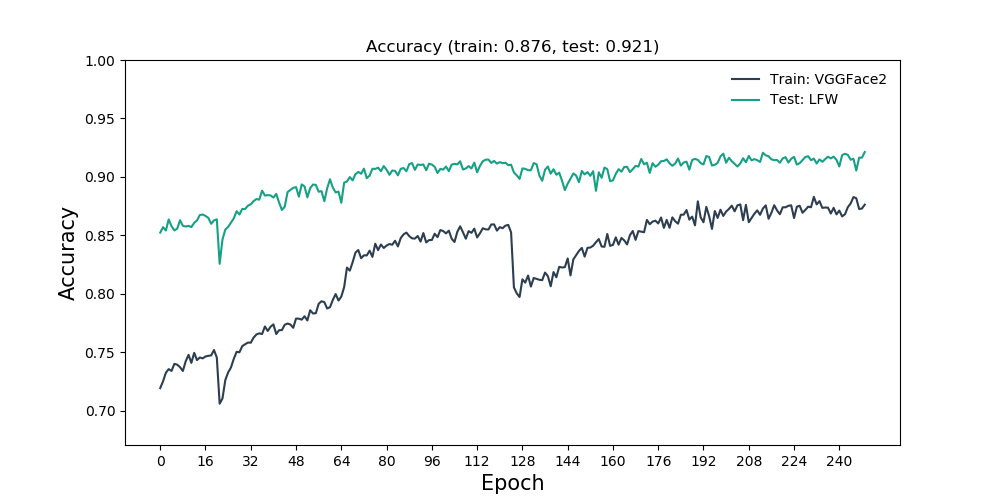 Accuracy (train: 0.876, test: 0.921)
Train: VGGFace2
Test: LFW
1.00
0.95
0.90
0.85
0.80
0.75
0.70
Accuracy
0 16 32 48 64 80 96 112 128 144 160 176 192 208 224 240
Epoch